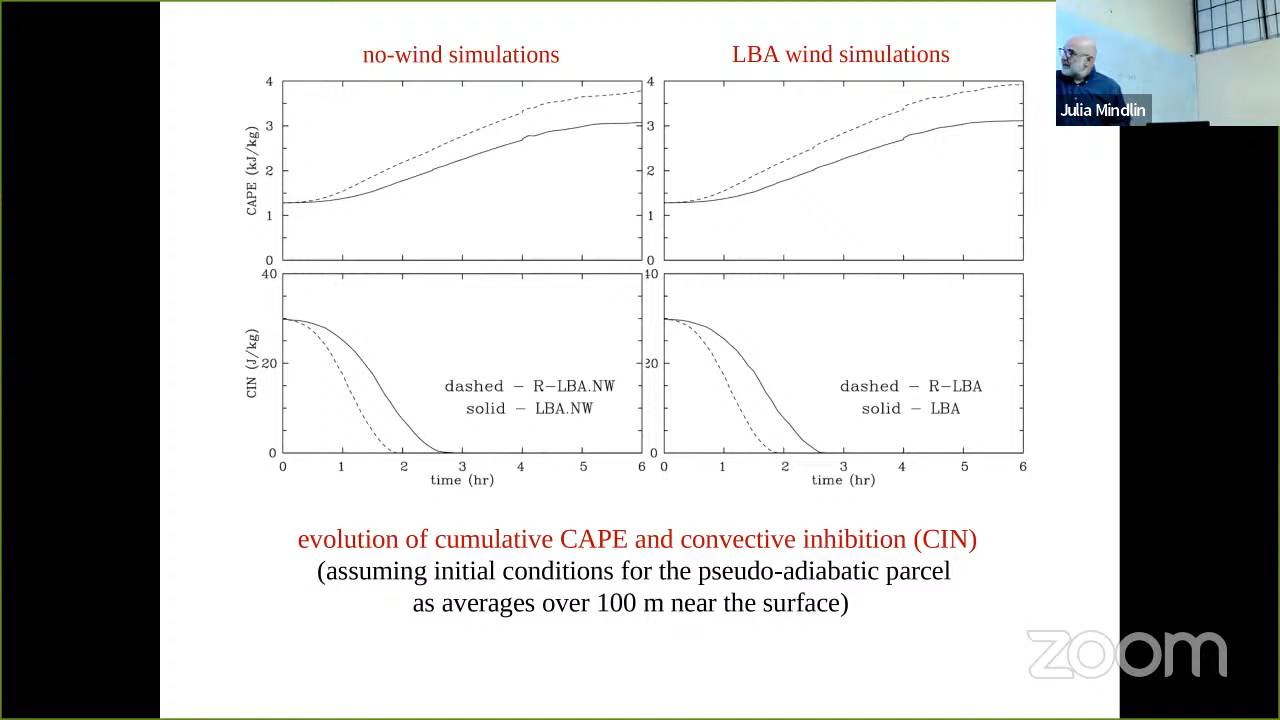 no-wind simulations
LBA wind simulations
Julia Mindlin
4
3
2
1
0
CAPE (kJ/kg)
4
3
2
1
0
40
20
0
CIN (J/kg)
dashed – R–LBA.NW
solid – LBA.NW
0 1 2 3 4 5 6
time (hr)
40
20
0
dashed – R–LBA
solid – LBA
0 1 2 3 4 5 6
time (hr)
evolution of cumulative CAPE and convective inhibition (CIN)
(assuming initial conditions for the pseudo-adiabatic parcel
as averages over 100 m near the surface)
zoom